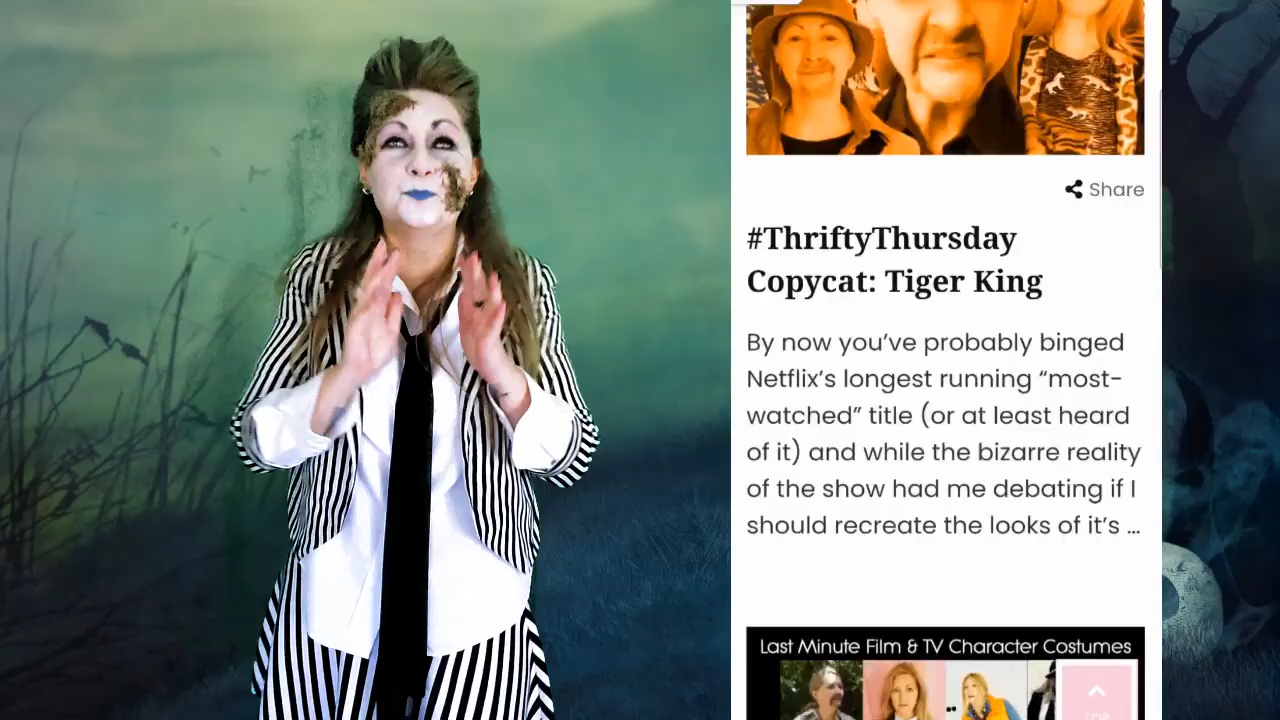 Share
#ThriftyThursday
Copycat: Tiger King
By now you’ve probably binged
Netflix’s longest running “most-
watched” title (or at least heard
of it) and while the bizarre reality
of the show had me debating if I
should recreate the looks of it’s ...
Last Minute Film & TV Character Costumes
TOP